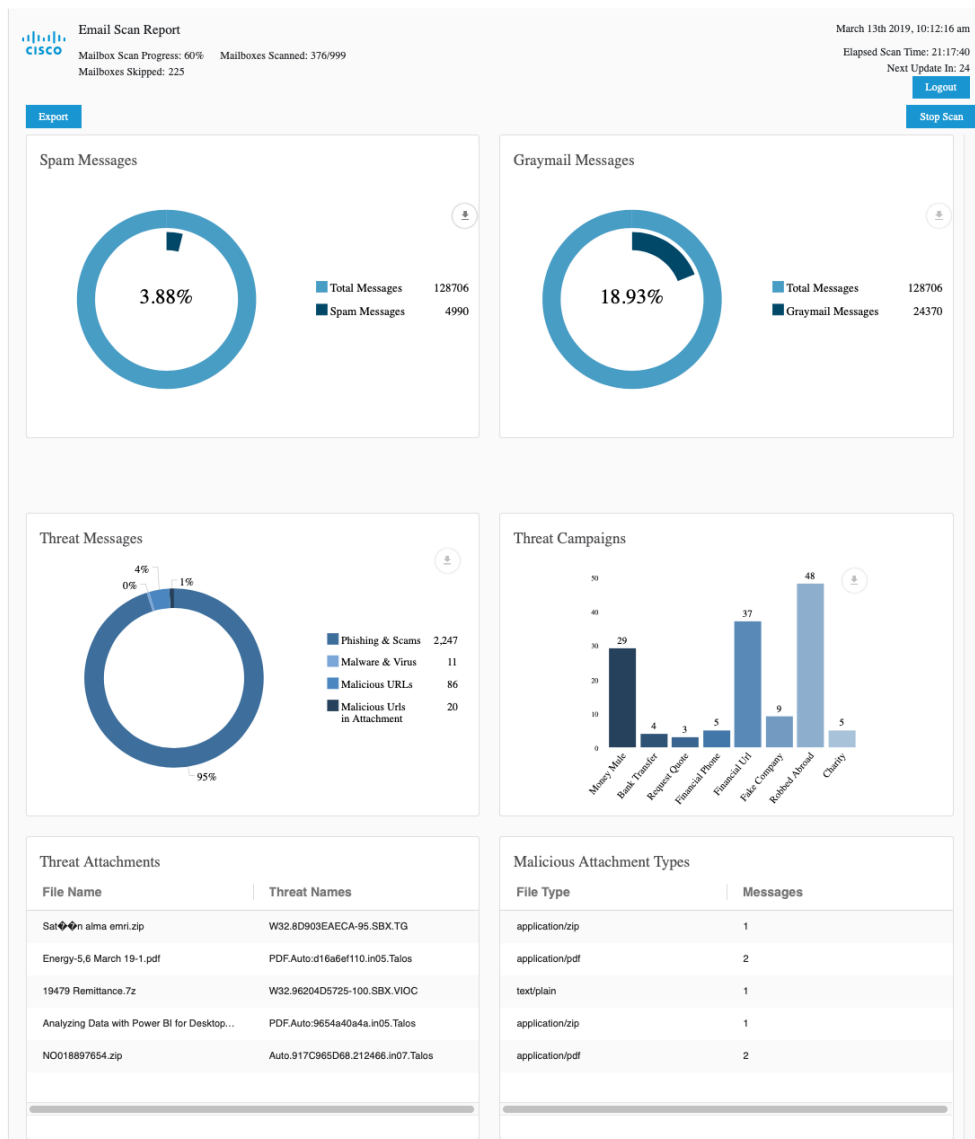 CISCO
Email Scan Report
Mailbox Scan Progress: 60% Mailboxes Scanned: 376/999
Mailboxes Skipped: 225
March 13th 2019, 10:12:16 am
Elapsed Scan Time: 21:17:40
Next Update In: 24
Logout
Export
Stop Scan
Spam Messages
3.88%
Total Messages 128706
Spam Messages 4990
Graymail Messages
18.93%
Total Messages 128706
Graymail Messages 24370
Threat Messages
4%
0%
1%
95%
Phishing & Scams 2,247
Malware & Virus 11
Malicious URLs 86
Malicious Urls
in Attachment 20
Threat Campaigns
50
40
30
20
10
0
29
4
3
5
37
9
48
5
Money Mule
Bank Transfer
Request Quote
Financial Phone
Financial Url
Fake Company
Robbed Abroad
Charity
Threat Attachments
File Name Threat Names
Sat��n alma emri.zip W32.8D903EAECA-95.SBX.TG
Energy-5,6 March 19-1.pdf PDF.Auto:d16a6ef110.in05.Talos
19479 Remittance.7z W32.96204D5725-100.SBX.VIOC
Analyzing Data with Power BI for Desktop... PDF.Auto:9654a40a4a.in05.Talos
NO018897654.zip Auto.917C965D68.212466.in07.Talos
Malicious Attachment Types
File Type Messages
application/zip 1
application/pdf 2
text/plain 1
application/zip 1
application/pdf 2